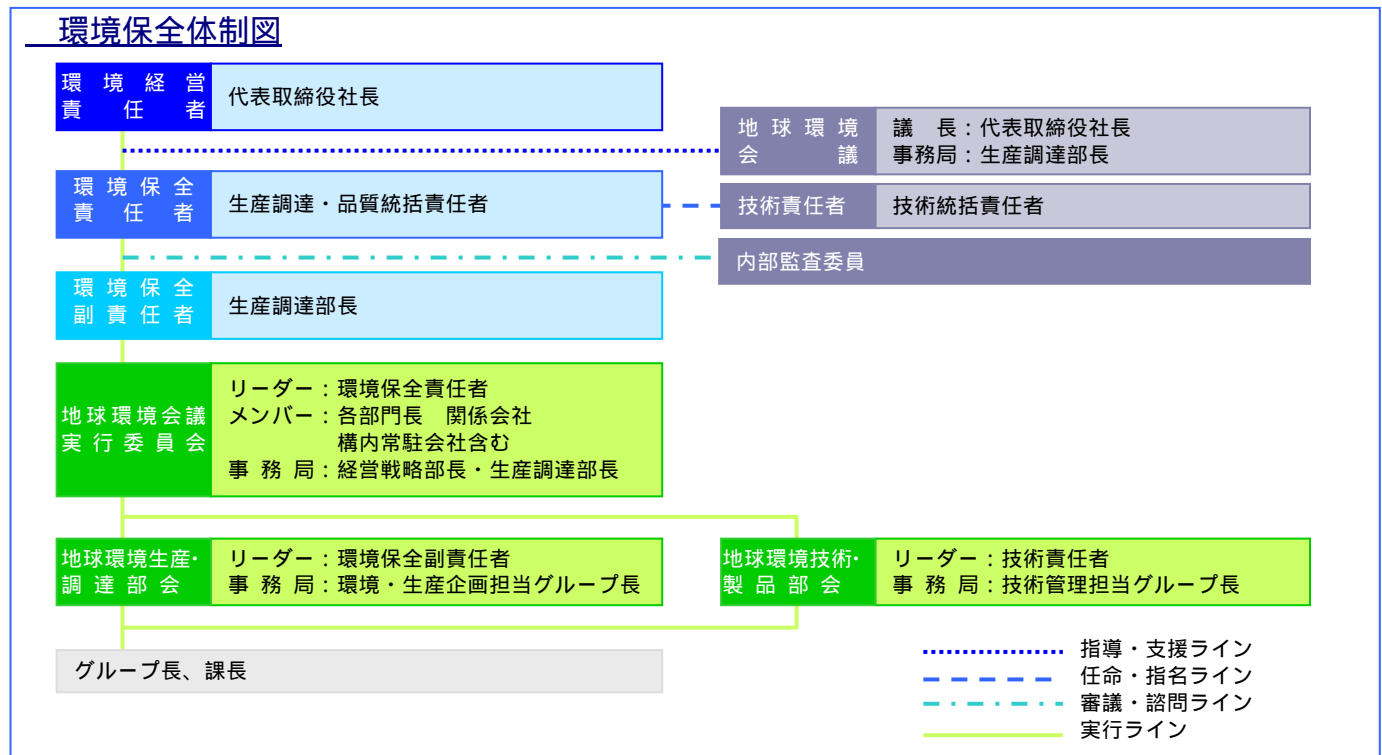 環境保全体制図
環境経営
責任者
代表取締役社長
地球環境
会議
議 長：代表取締役社長
事務局：生産調達部長
環境保全
責任者
生産調達・品質統括責任者
技術責任者
技術統括責任者
内部監査委員
環境保全
副責任者
生産調達部長
地球環境会議
実行委員会
リーダー：環境保全責任者
メンバー：各部門長 関係会社
構内常駐会社含む
事務局：経営戦略部長・生産調達部長
地球環境生産・
調達部会
リーダー：環境保全副責任者
事務局：環境・生産企画担当グループ長
地球環境技術・
製品部会
リーダー：技術責任者
事務局：技術管理担当グループ長
グループ長、課長
指導・支援ライン
任命・指名ライン
審議・諮問ライン
実行ライン